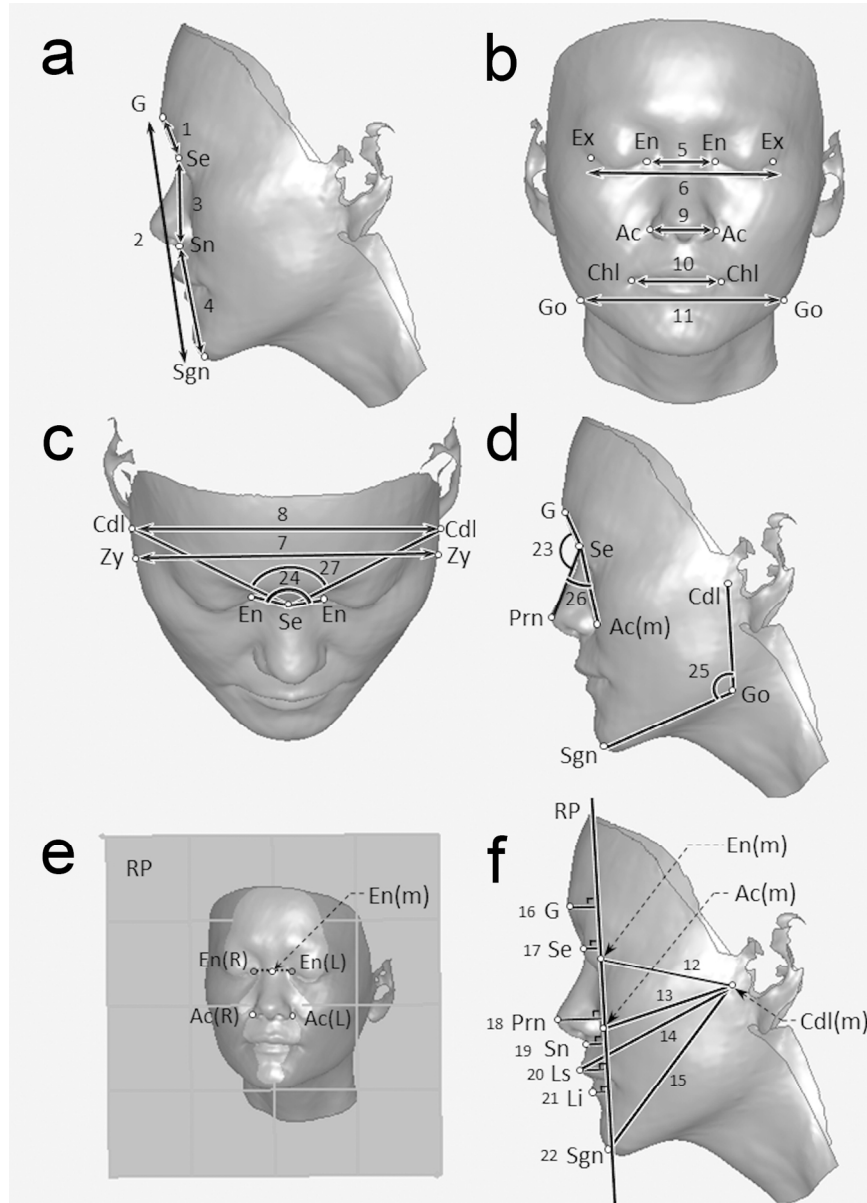 a
G
1
Se
3
2
Sn
4
Sgn
b
Ex
En
5
En
Ex
6
9
Ac
Ac
Chl
10
Chl
Go
11
Go
c
Cdl
8
Cdl
Zy
7
Zy
27
24
En
Se
En
d
G
23
Se
26
Cdl
Prn
Ac(m)
25
Go
Sgn
e
RP
En(m)
En(R)
En(L)
Ac(R)
Ac(L)
f
RP
En(m)
Ac(m)
16 G
17 Se
12
13
18 Prn
14
Cdl(m)
19 Sn
20 Ls
15
21 Li
22 Sgn